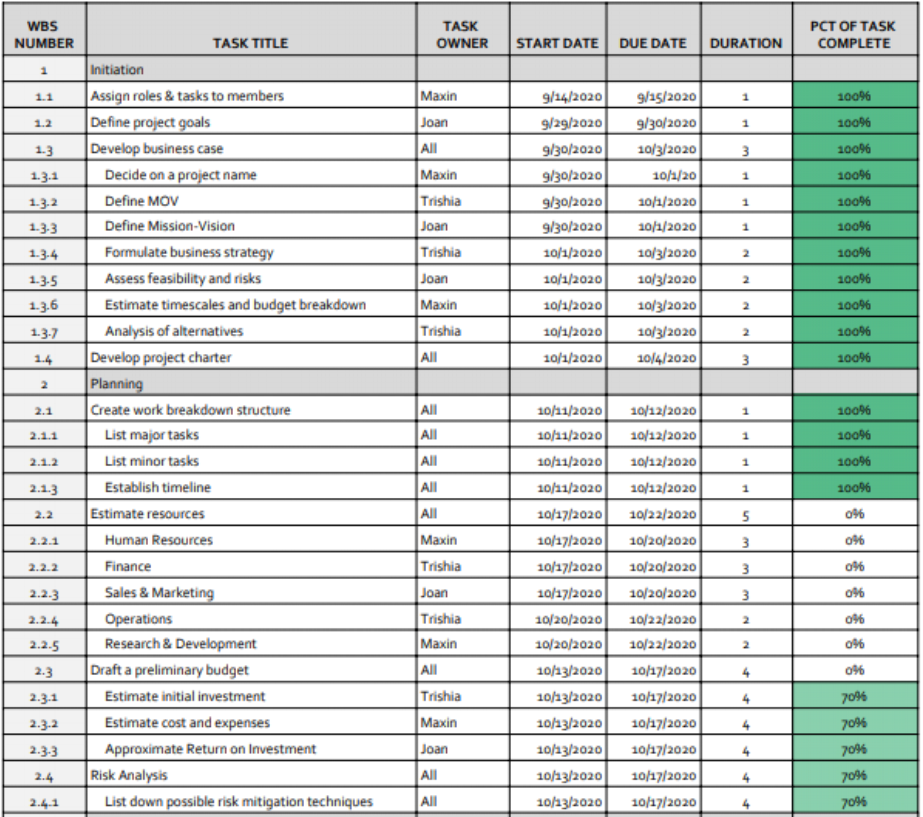 WBS NUMBER TASK TITLE TASK OWNER START DATE DUE DATE DURATION PCT OF TASK COMPLETE
1 Initiation
1.1 Assign roles & tasks to members Maxin 9/14/2020 9/15/2020 1 100%
1.2 Define project goals Joan 9/29/2020 9/30/2020 1 100%
1.3 Develop business case All 9/30/2020 10/3/2020 3 100%
1.3.1 Decide on a project name Maxin 9/30/2020 10/1/20 1 100%
1.3.2 Define MOV Trishia 9/30/2020 10/1/2020 1 100%
1.3.3 Define Mission-Vision Joan 9/30/2020 10/1/2020 1 100%
1.3.4 Formulate business strategy Trishia 10/1/2020 10/3/2020 2 100%
1.3.5 Assess feasibility and risks Joan 10/1/2020 10/3/2020 2 100%
1.3.6 Estimate timescales and budget breakdown Maxin 10/1/2020 10/3/2020 2 100%
1.3.7 Analysis of alternatives Trishia 10/1/2020 10/3/2020 2 100%
1.4 Develop project charter All 10/1/2020 10/4/2020 3 100%
2 Planning
2.1 Create work breakdown structure All 10/11/2020 10/12/2020 1 100%
2.1.1 List major tasks All 10/11/2020 10/12/2020 1 100%
2.1.2 List minor tasks All 10/11/2020 10/12/2020 1 100%
2.1.3 Establish timeline All 10/11/2020 10/12/2020 1 100%
2.2 Estimate resources All 10/17/2020 10/22/2020 5 0%
2.2.1 Human Resources Maxin 10/17/2020 10/20/2020 3 0%
2.2.2 Finance Trishia 10/17/2020 10/20/2020 3 0%
2.2.3 Sales & Marketing Joan 10/17/2020 10/20/2020 3 0%
2.2.4 Operations Trishia 10/20/2020 10/22/2020 2 0%
2.2.5 Research & Development Maxin 10/20/2020 10/22/2020 2 0%
2.3 Draft a preliminary budget All 10/13/2020 10/17/2020 4 0%
2.3.1 Estimate initial investment Trishia 10/13/2020 10/17/2020 4 70%
2.3.2 Estimate cost and expenses Maxin 10/13/2020 10/17/2020 4 70%
2.3.3 Approximate Return on Investment Joan 10/13/2020 10/17/2020 4 70%
2.4 Risk Analysis All 10/13/2020 10/17/2020 4 70%
2.4.1 List down possible risk mitigation techniques All 10/13/2020 10/17/2020 4 70%